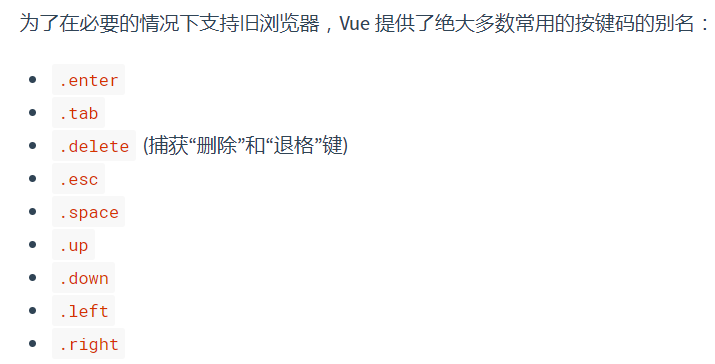 为了在必要的情况下支持旧浏览器，Vue 提供了绝大多数常用的按键码的别名：
.enter
.tab
.delete (捕获“删除”和“退格”键)
.esc
.space
.up
.down
.left
.right